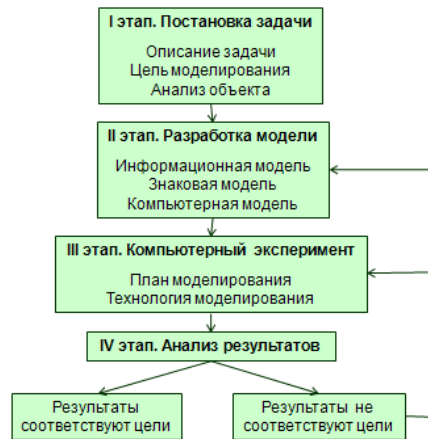 I этап. Постановка задачи
Описание задачи
Цель моделирования
Анализ объекта
II этап. Разработка модели
Информационная модель
Знаковая модель
Компьютерная модель
III этап. Компьютерный эксперимент
План моделирования
Технология моделирования
IV этап. Анализ результатов
Результаты
соответствуют цели
Результаты не
соответствуют цели